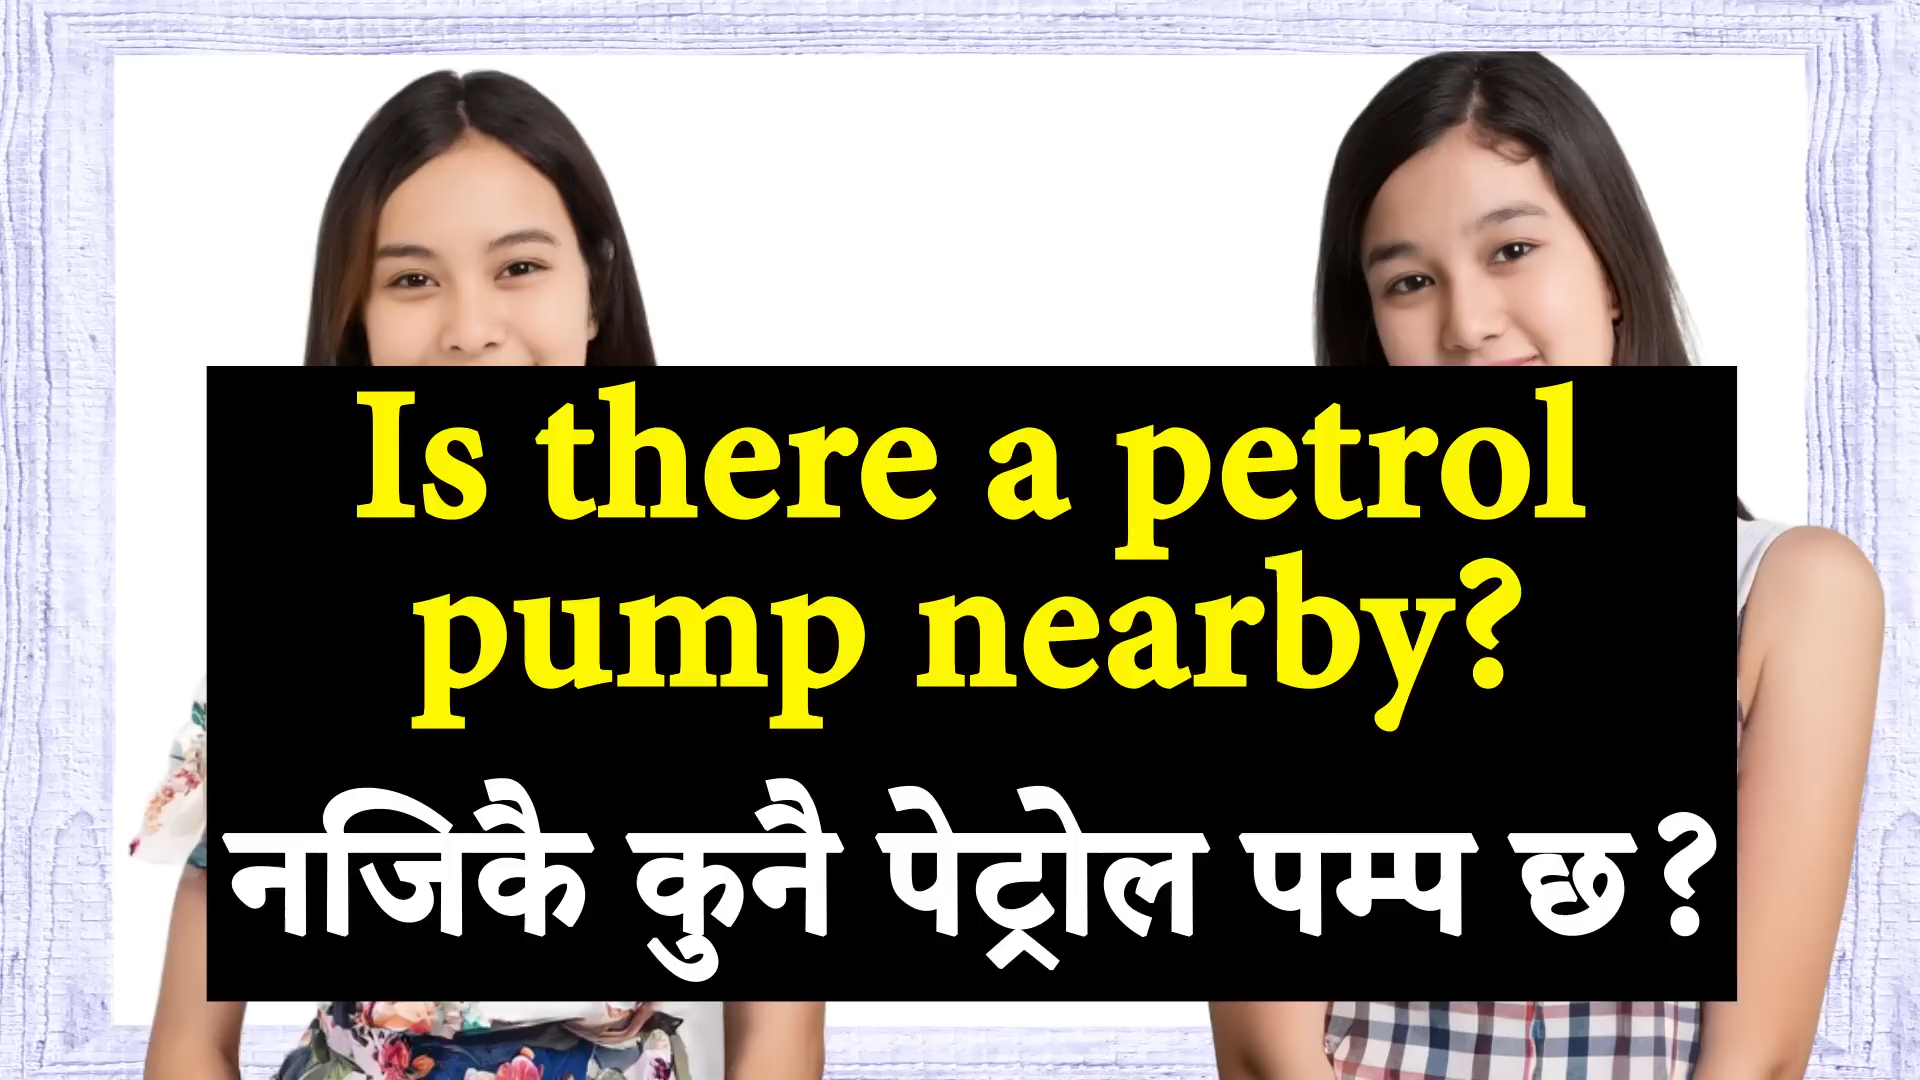 Is there a petrol
pump nearby?
नजिकै कुनै पेट्रोल पम्प छ?